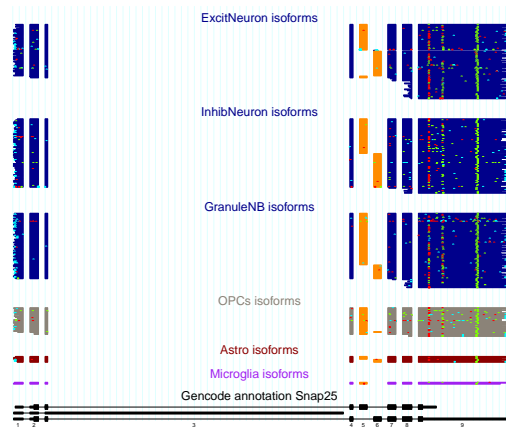 ExcitNeuron isoforms
InhibNeuron isoforms
GranuleNB isoforms
OPCs isoforms
Astro isoforms
Microglia isoforms
Gencode annotation Snap25
1 2 3 4 5 6 7 8 9